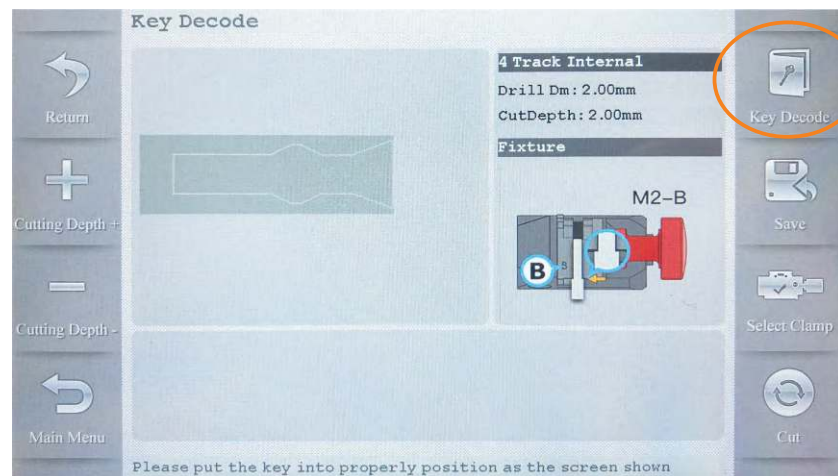 Key Decode
Return
Cutting Depth +
Cutting Depth -
Main Menu
4 Track Internal
Drill Dm: 2.00mm
CutDepth: 2.00mm
Fixture
M2-B
B
S
Key Decode
Save
Select Clamp
Cut
Please put the key into properly position as the screen shown